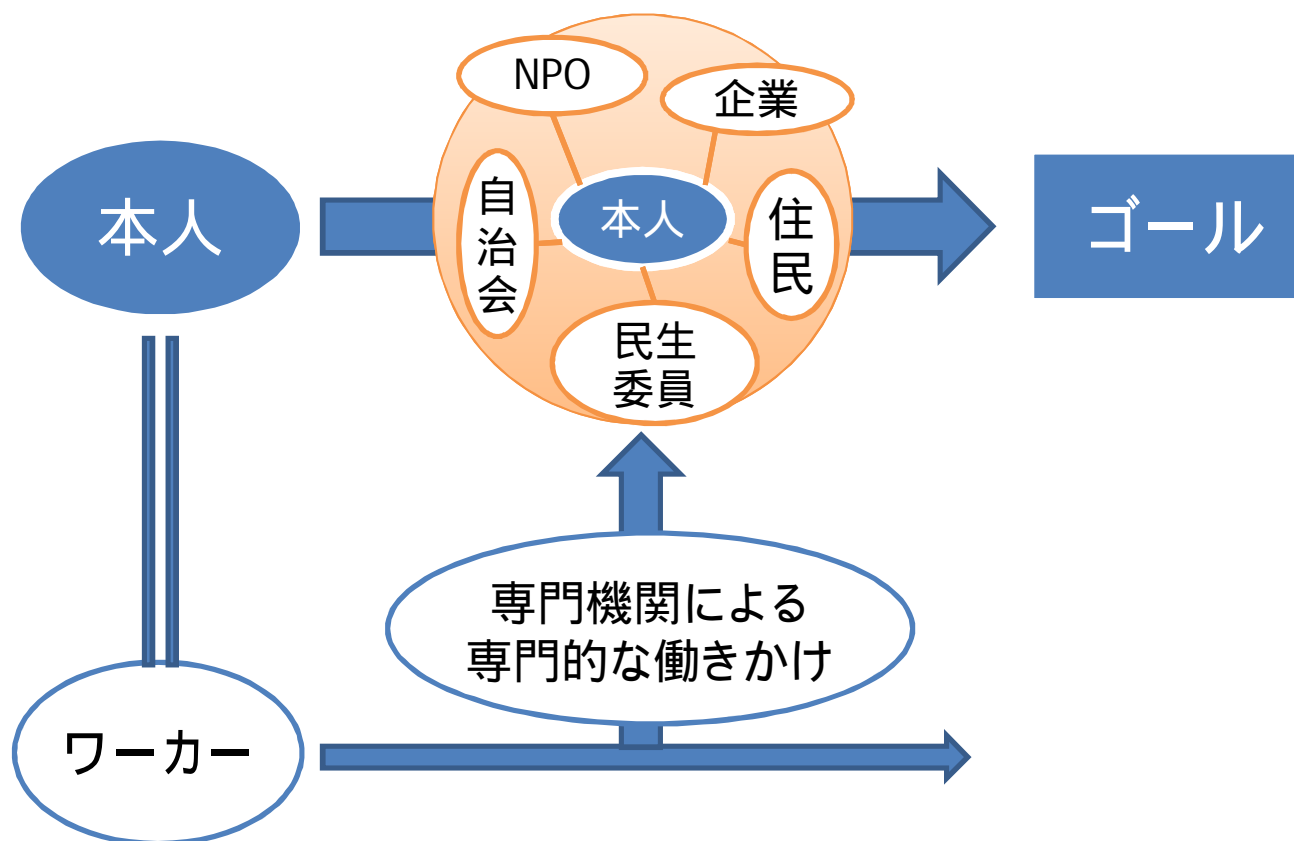 NPO
企業
本人
自治会
本人
住民
ゴール
民生
委員
専門機関による
専門的な働きかけ
ワーカー